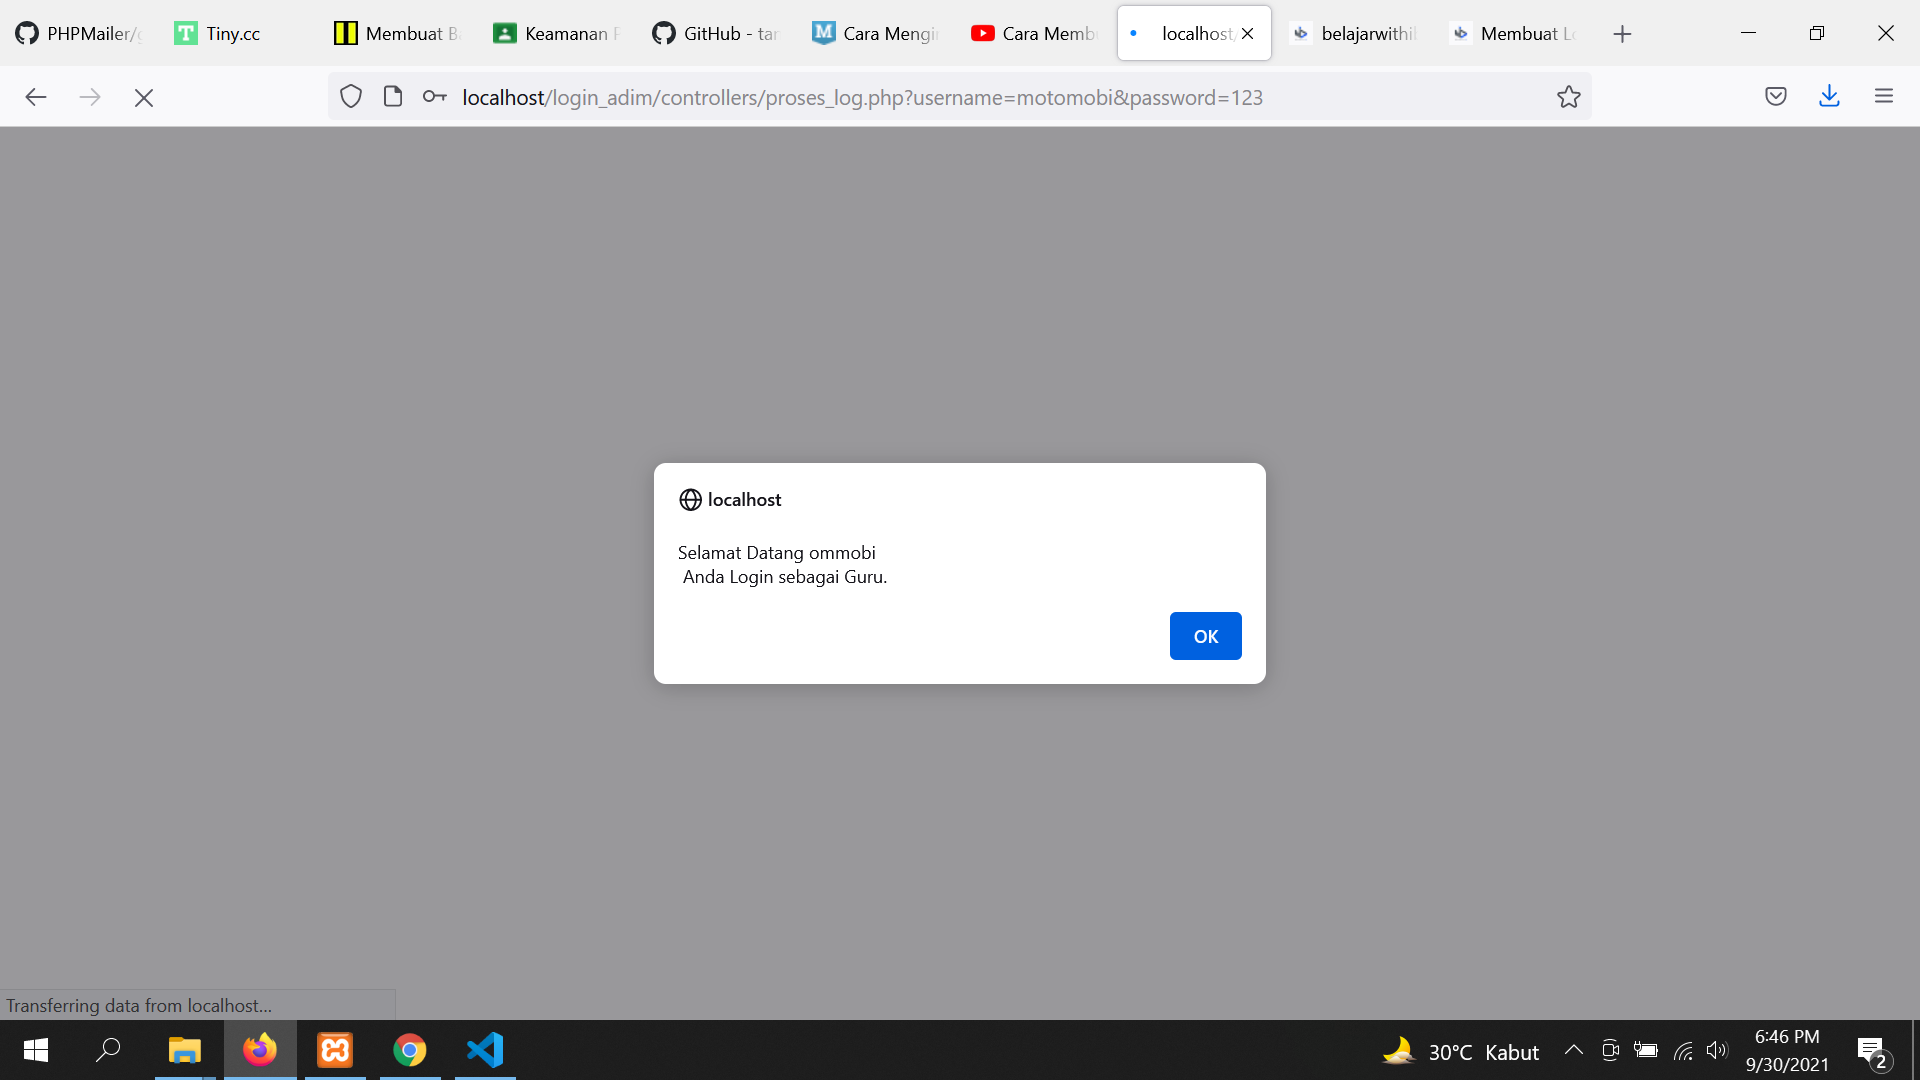 PHPMailer/
Tiny.cc
Membuat B
Keamanan
GitHub - tar
Cara Mengi
Cara Memb
localhost/
belajarwithi
Membuat L
localhost/login_adim/controllers/proses_log.php?username=motomobi&password=123
localhost
Selamat Datang ommobi
Anda Login sebagai Guru.
OK
Transferring data from localhost...
30°C Kabut
6:46 PM
9/30/2021
2